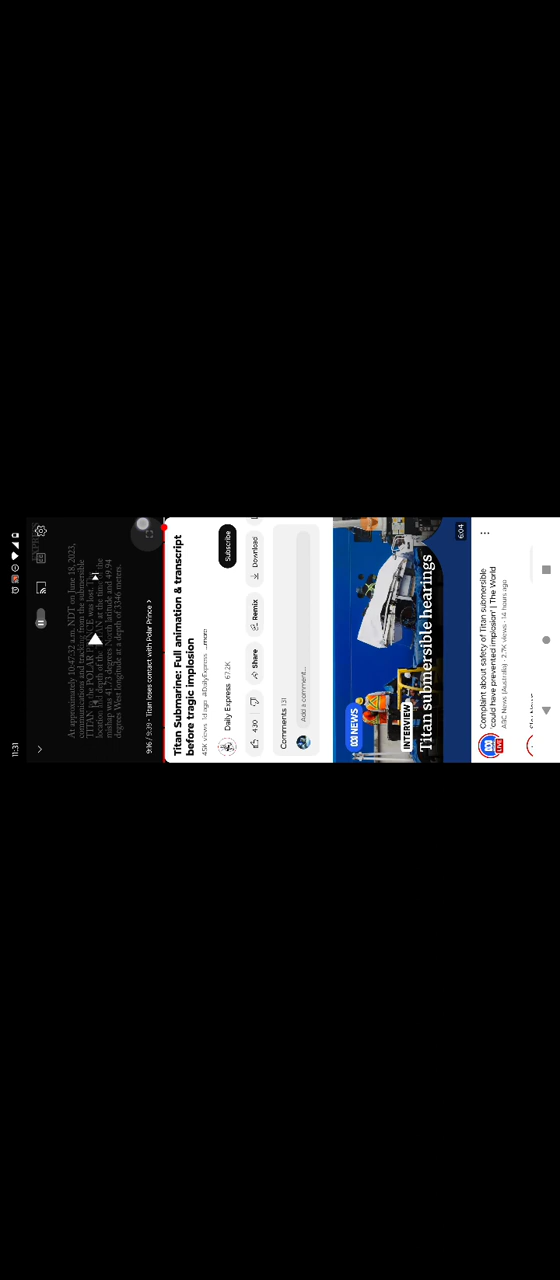 11:31
At approximately 10:47:32 a.m. NDT on June 18, 2023,
communications and tracking from the submersible
TITAN to the POLAR PRINCE was lost. The
location and depth of the TITAN at the time of the
mishap was 41.73 degrees North latitude and 49.94
degrees West longitude at a depth of 3346 meters.
9:16 / 9:39 · Titan loses contact with Polar Prince >
Titan Submarine: Full animation & transcript
before tragic implosion
45K views 1d ago #DailyExpress ...more
Daily Express 67.2K Subscribe
430 Share Remix Download
Comments 131
Add a comment...
NEWS
INTERVIEW
Titan submersible hearings
6:04
LIVE
Complaint about safety of Titan submersible
'could have prevented implosion' | The World
ABC News (Australia) · 2.7K views · 14 hours ago